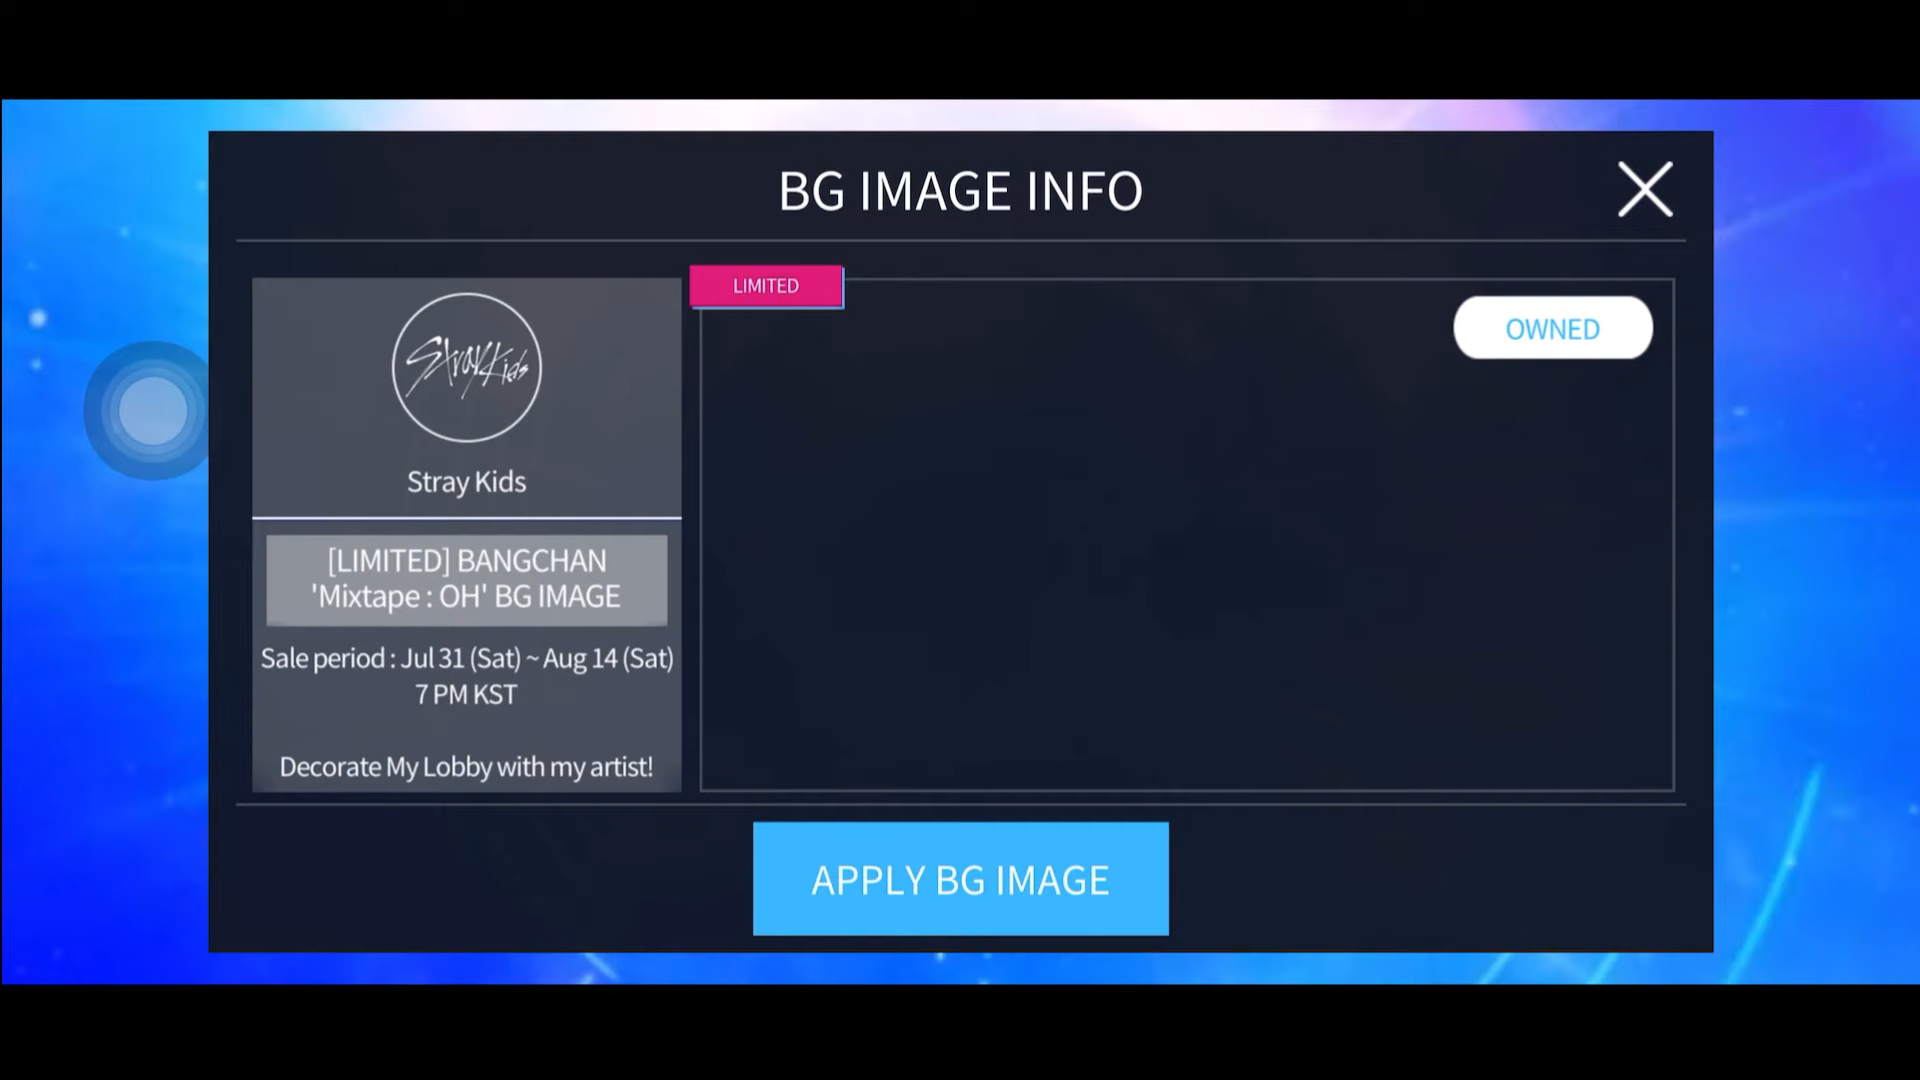 BG IMAGE INFO
Stray Kids
Stray Kids
[LIMITED] BANGCHAN
'Mixtape : OH' BG IMAGE
Sale period : Jul 31 (Sat) ~ Aug 14 (Sat)
7 PM KST
Decorate My Lobby with my artist!
LIMITED
OWNED
APPLY BG IMAGE